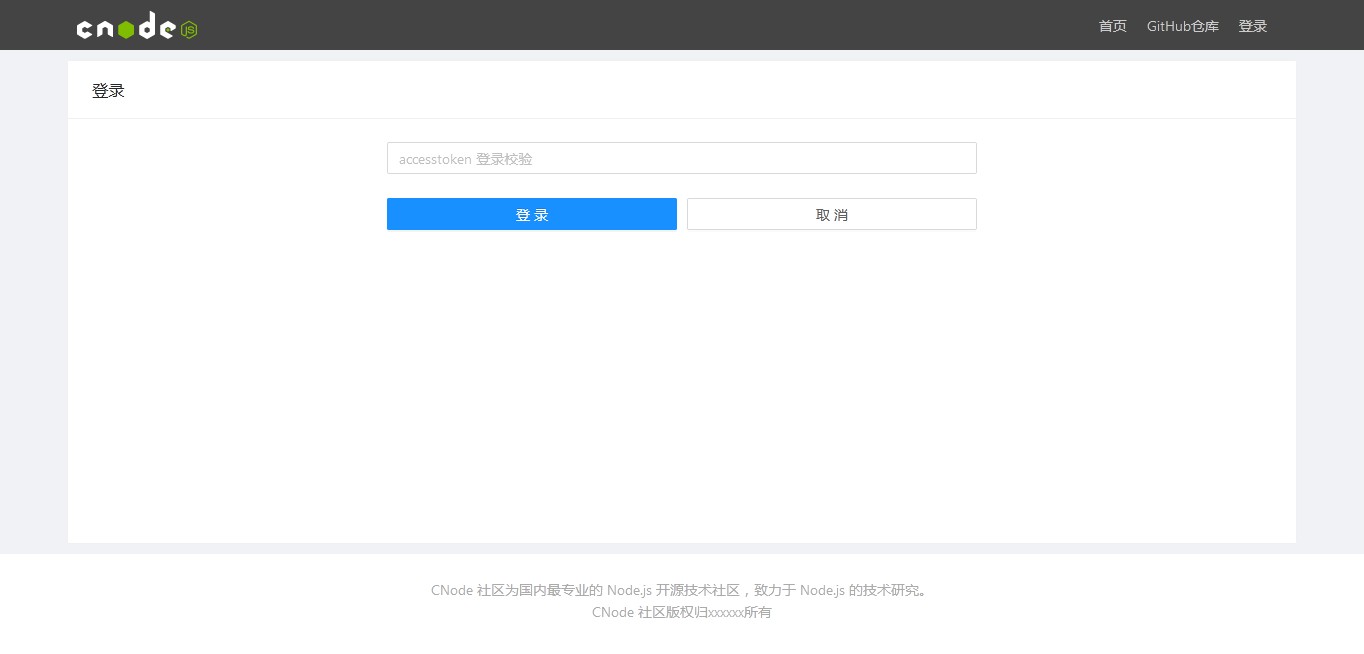 cnode JS
首页 GitHub仓库 登录
登录
accesstoken 登录校验
登 录 取 消
CNode 社区为国内最专业的 Node.js 开源技术社区，致力于 Node.js 的技术研究。
CNode 社区版权归xxxxxx所有